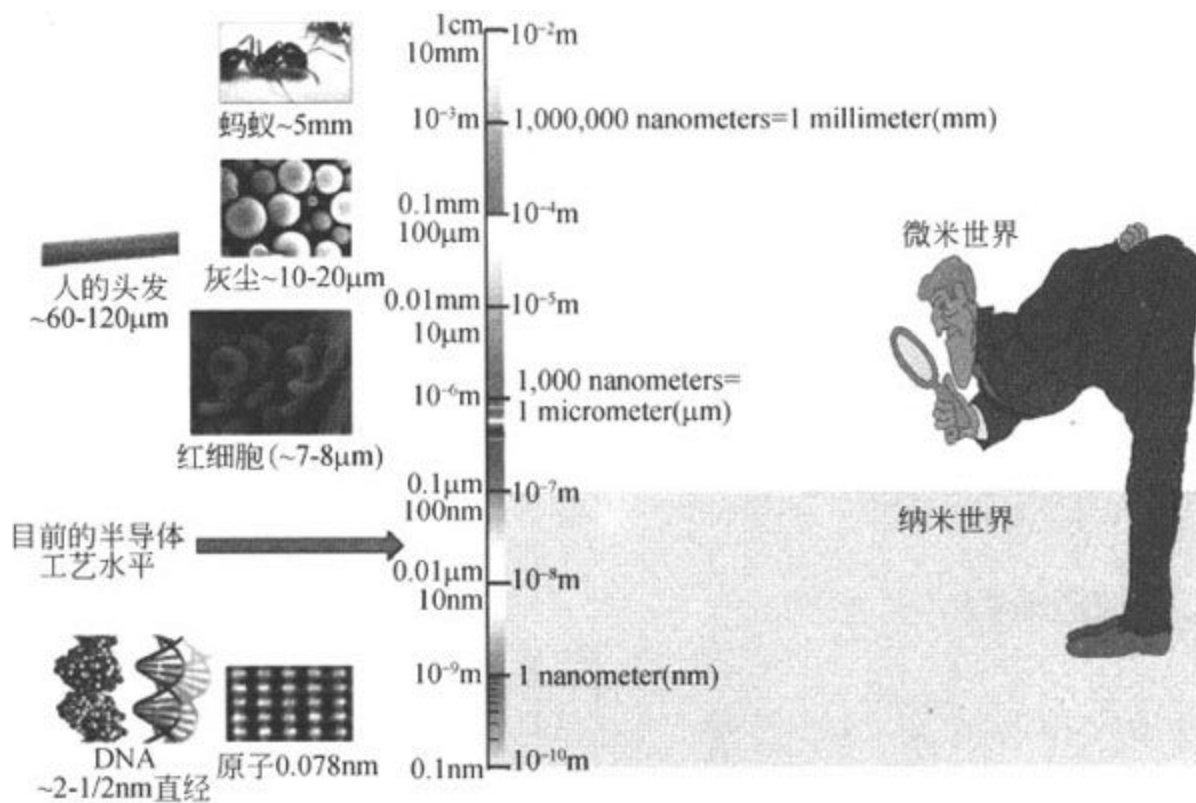 蚂蚁~5mm
灰尘~10-20μm
人的头发
~60-120μm
红细胞(~7-8μm)
目前的半导体
工艺水平
DNA
~2-1/2nm直经
原子0.078nm
1cm
10mm
10⁻²m
10⁻³m
1,000,000 nanometers=1 millimeter(mm)
0.1mm
100μm
10⁻⁴m
0.01mm
10μm
10⁻⁵m
10⁻⁶m
1,000 nanometers=
1 micrometer(μm)
0.1μm
100nm
10⁻⁷m
0.01μm
10nm
10⁻⁸m
10⁻⁹m
1 nanometer(nm)
0.1nm
10⁻¹⁰m
微米世界
纳米世界